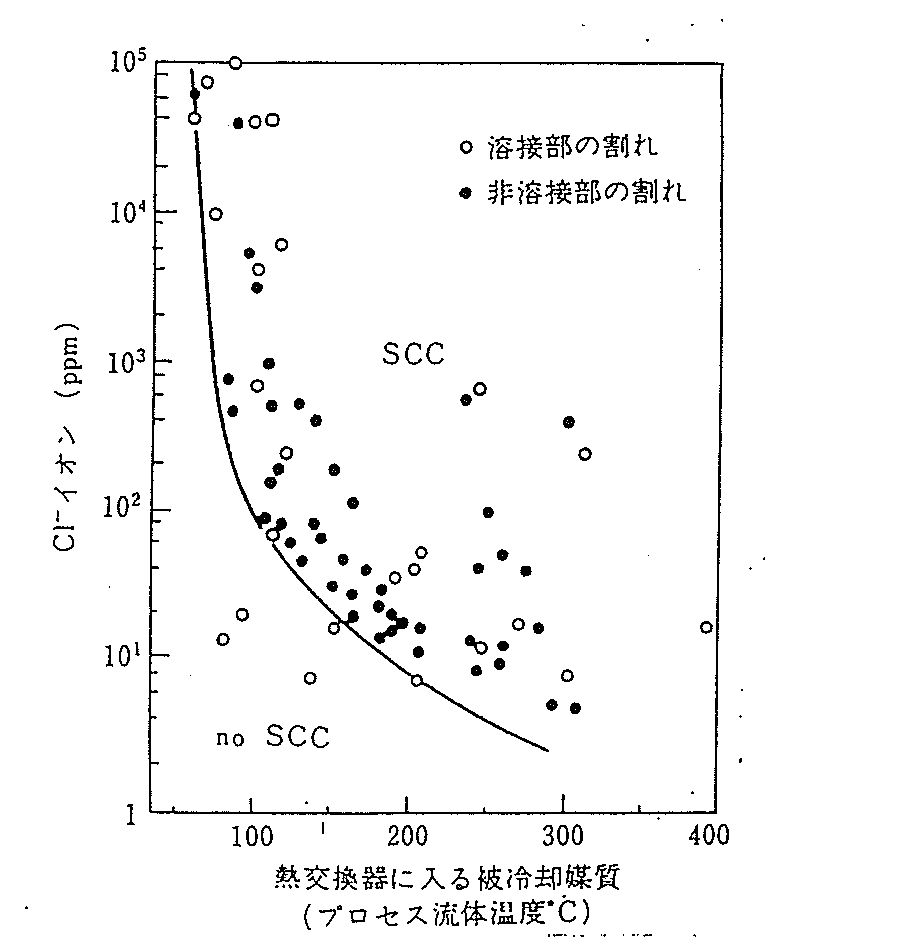 10⁵
○ 溶接部の割れ
● 非溶接部の割れ
10⁴
SCC
10³
Cl⁻イオン (ppm)
10²
10¹
no SCC
1
100 200 300 400
熱交換器に入る被冷却媒質
(プロセス流体温度°C)